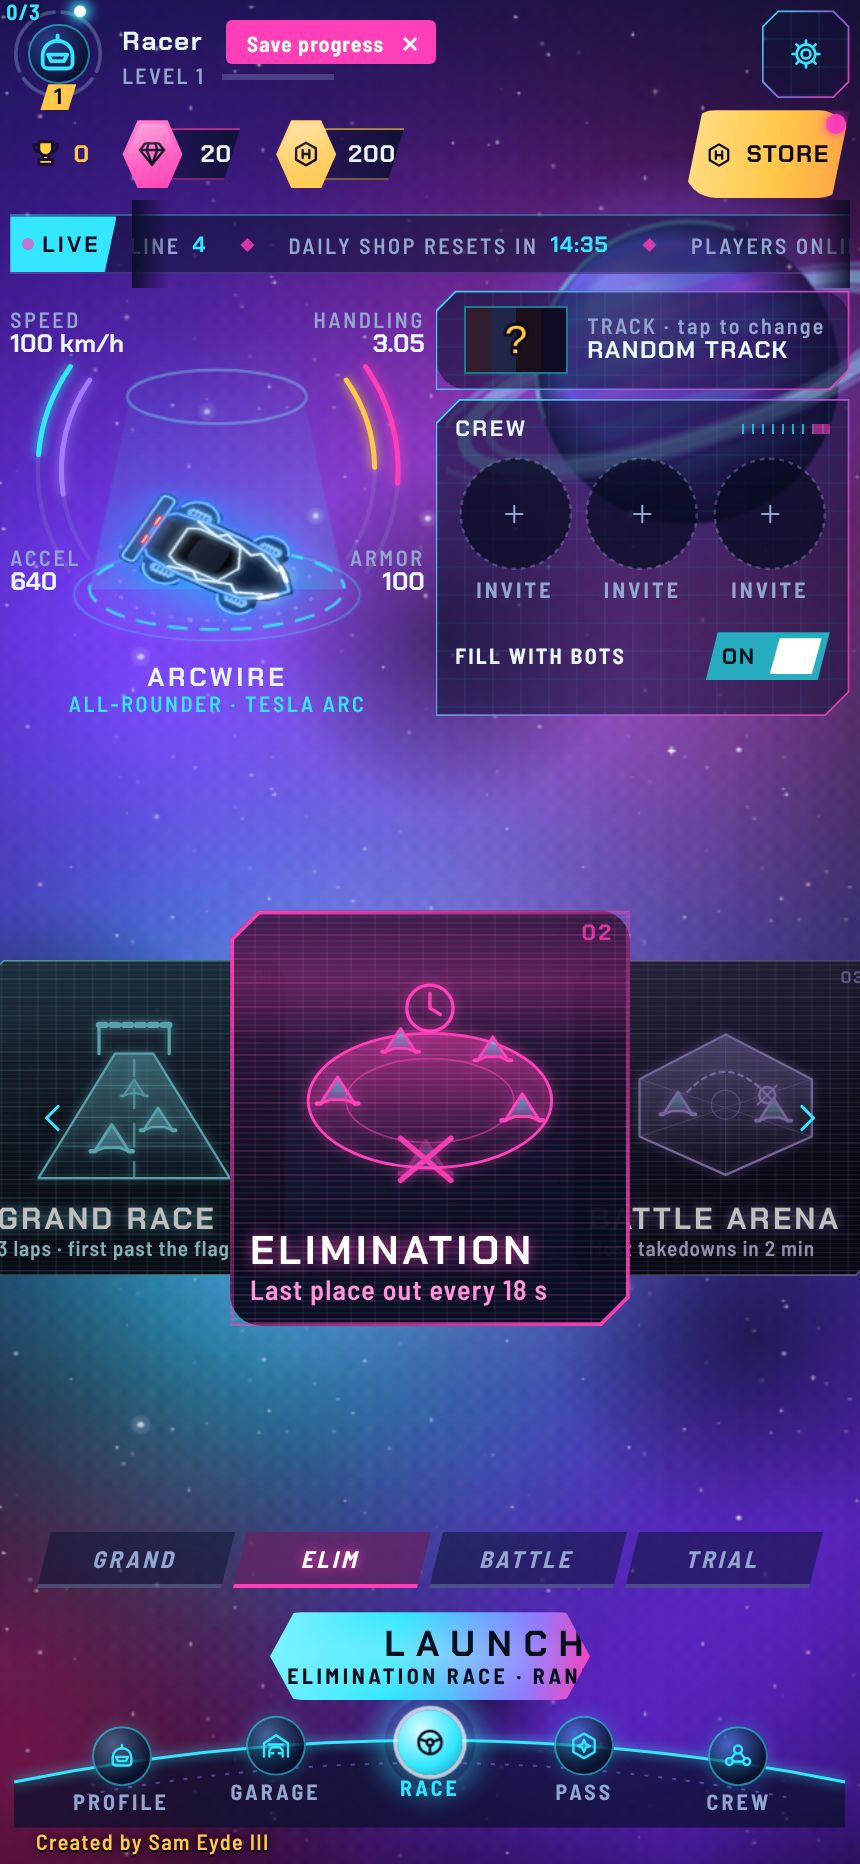 0/3
Racer
Save progress ×
LEVEL 1
1
0
20
200
STORE
LIVE
LINE 4 ◆ DAILY SHOP RESETS IN 14:35 ◆ PLAYERS ONLI
SPEED
100 km/h
HANDLING
3.05
ACCEL
640
ARMOR
100
ARCWIRE
ALL-ROUNDER · TESLA ARC
?
TRACK · tap to change
RANDOM TRACK
CREW
INVITE
INVITE
INVITE
FILL WITH BOTS
ON
GRAND RACE
3 laps · first past the flag
02
ELIMINATION
Last place out every 18 s
03
ATTLE ARENA
takedowns in 2 min
GRAND
ELIM
BATTLE
TRIAL
LAUNCH
ELIMINATION RACE · RAN
PROFILE
GARAGE
RACE
PASS
CREW
Created by Sam Eyde III